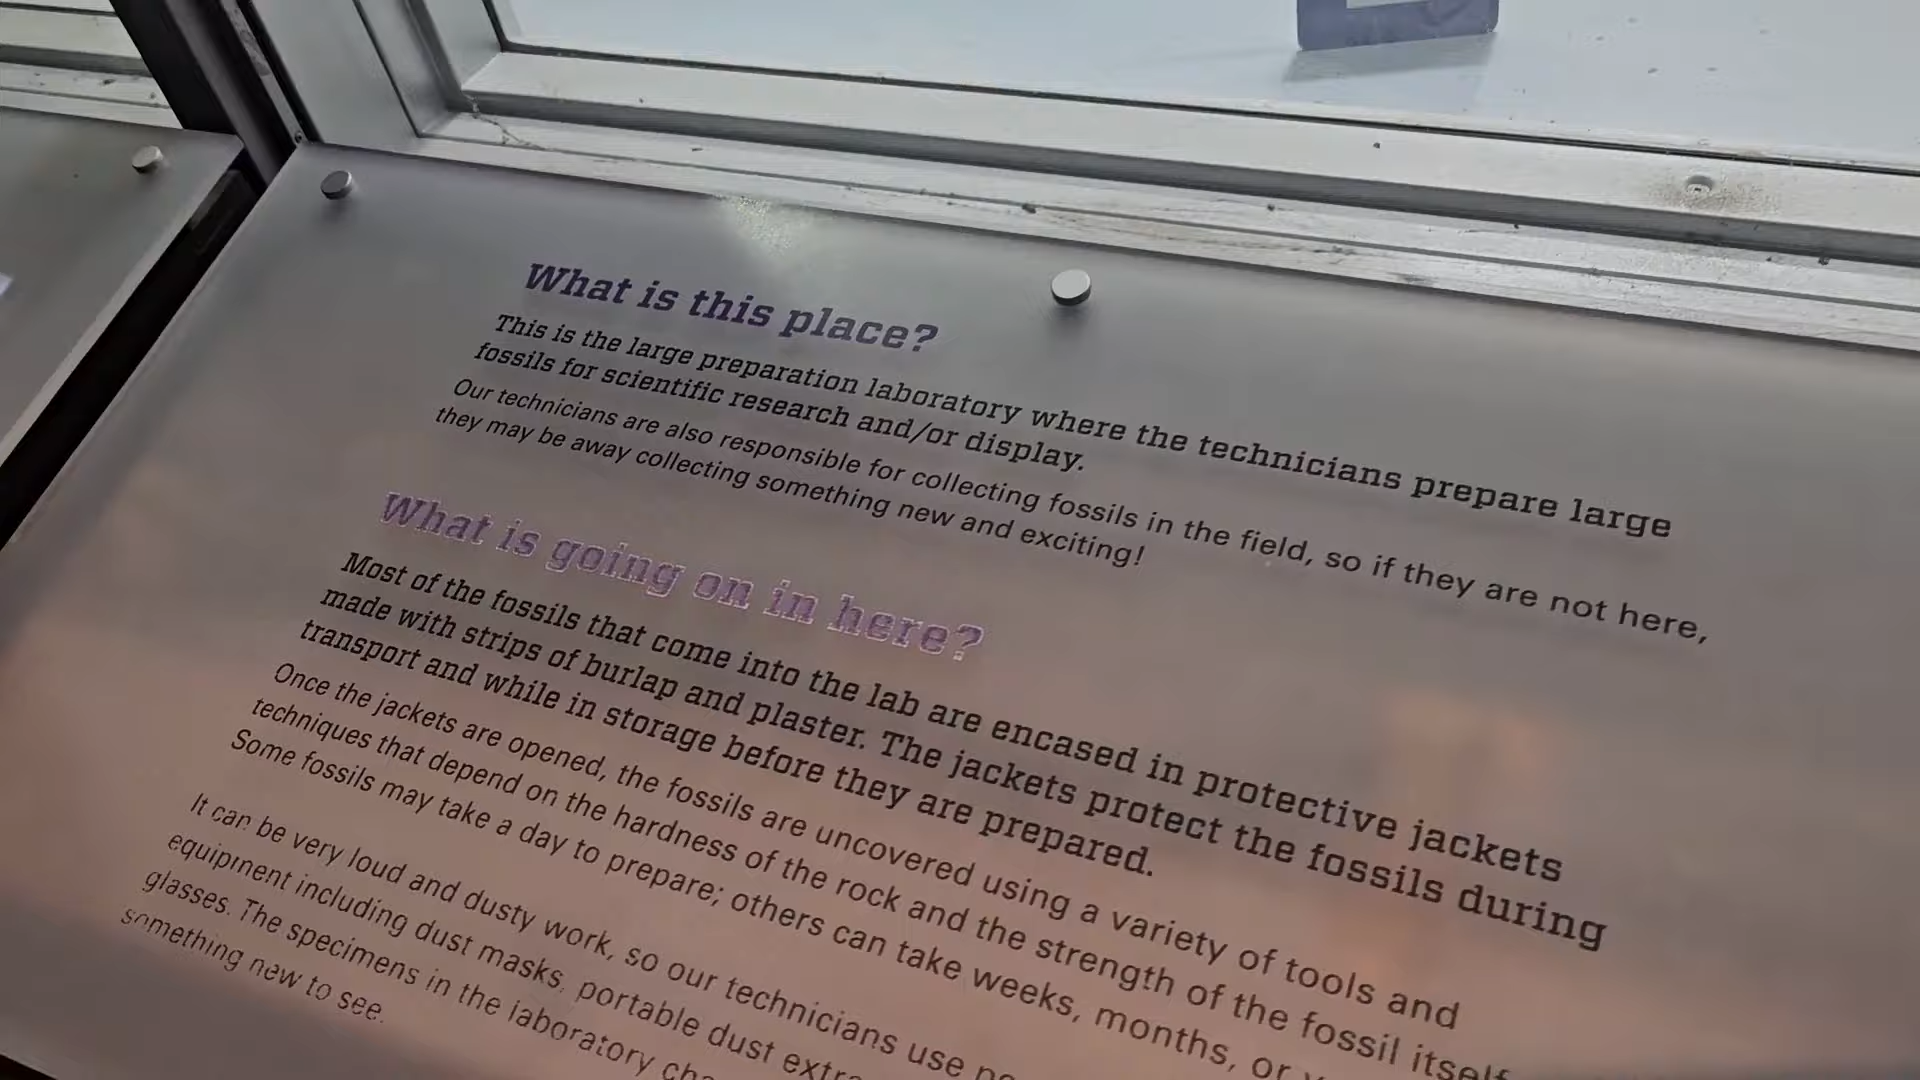 What is this place?
This is the large preparation laboratory where the technicians prepare large
fossils for scientific research and/or display.
Our technicians are also responsible for collecting fossils in the field, so if they are not here,
they may be away collecting something new and exciting!
What is going on in here?
Most of the fossils that come into the lab are encased in protective jackets
made with strips of burlap and plaster. The jackets protect the fossils during
transport and while in storage before they are prepared.
Once the jackets are opened, the fossils are uncovered using a variety of tools and
techniques that depend on the hardness of the rock and the strength of the fossil itself
Some fossils may take a day to prepare; others can take weeks, months, or
It can be very loud and dusty work, so our technicians use
equipment including dust masks, portable dust
glasses. The specimens in the laboratory
something new to see.